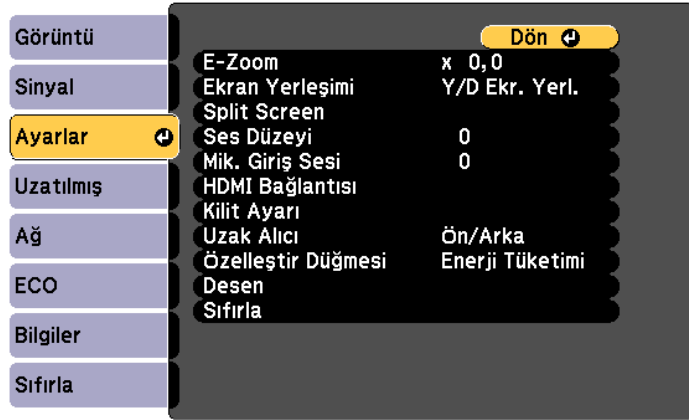 Görüntü
Sinyal
Ayarlar
Uzatılmış
Ağ
ECO
Bilgiler
Sıfırla
Dön
E-Zoom x 0,0
Ekran Yerleşimi Y/D Ekr. Yerl.
Split Screen
Ses Düzeyi 0
Mik. Giriş Sesi 0
HDMI Bağlantısı
Kilit Ayarı
Uzak Alıcı Ön/Arka
Özelleştir Düğmesi Enerji Tüketimi
Desen
Sıfırla